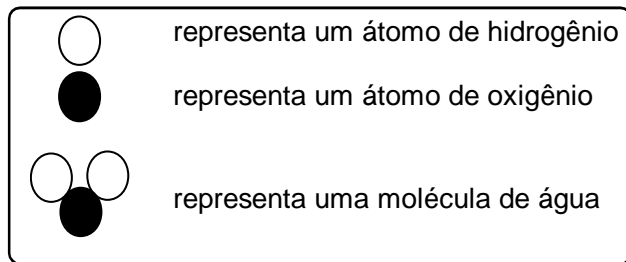 representa um átomo de hidrogênio
representa um átomo de oxigênio
representa uma molécula de água